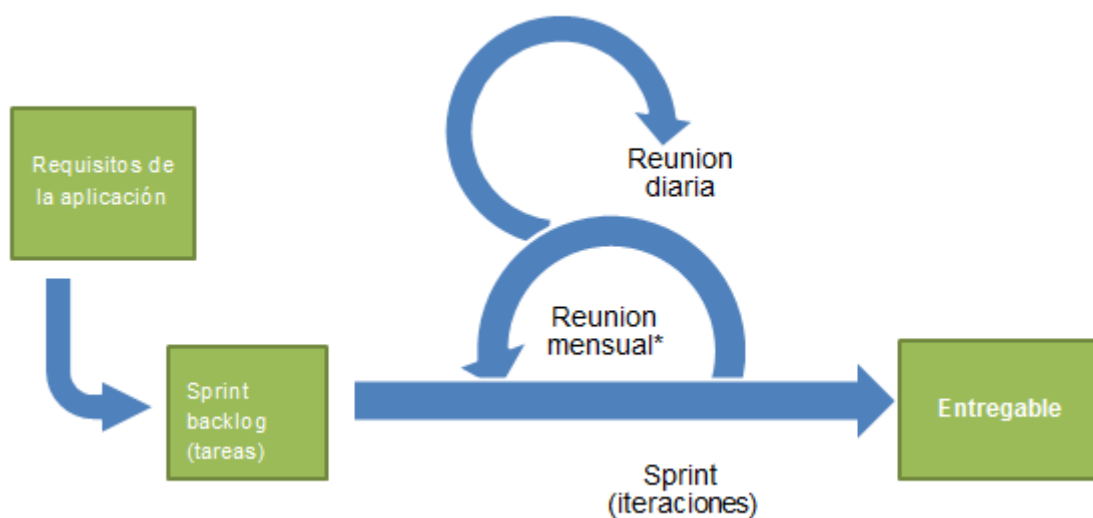 Requisitos de
la aplicación
Reunion
diaria
Reunion
mensual*
Sprint
backlog
(tareas)
Entregable
Sprint
(iteraciones)